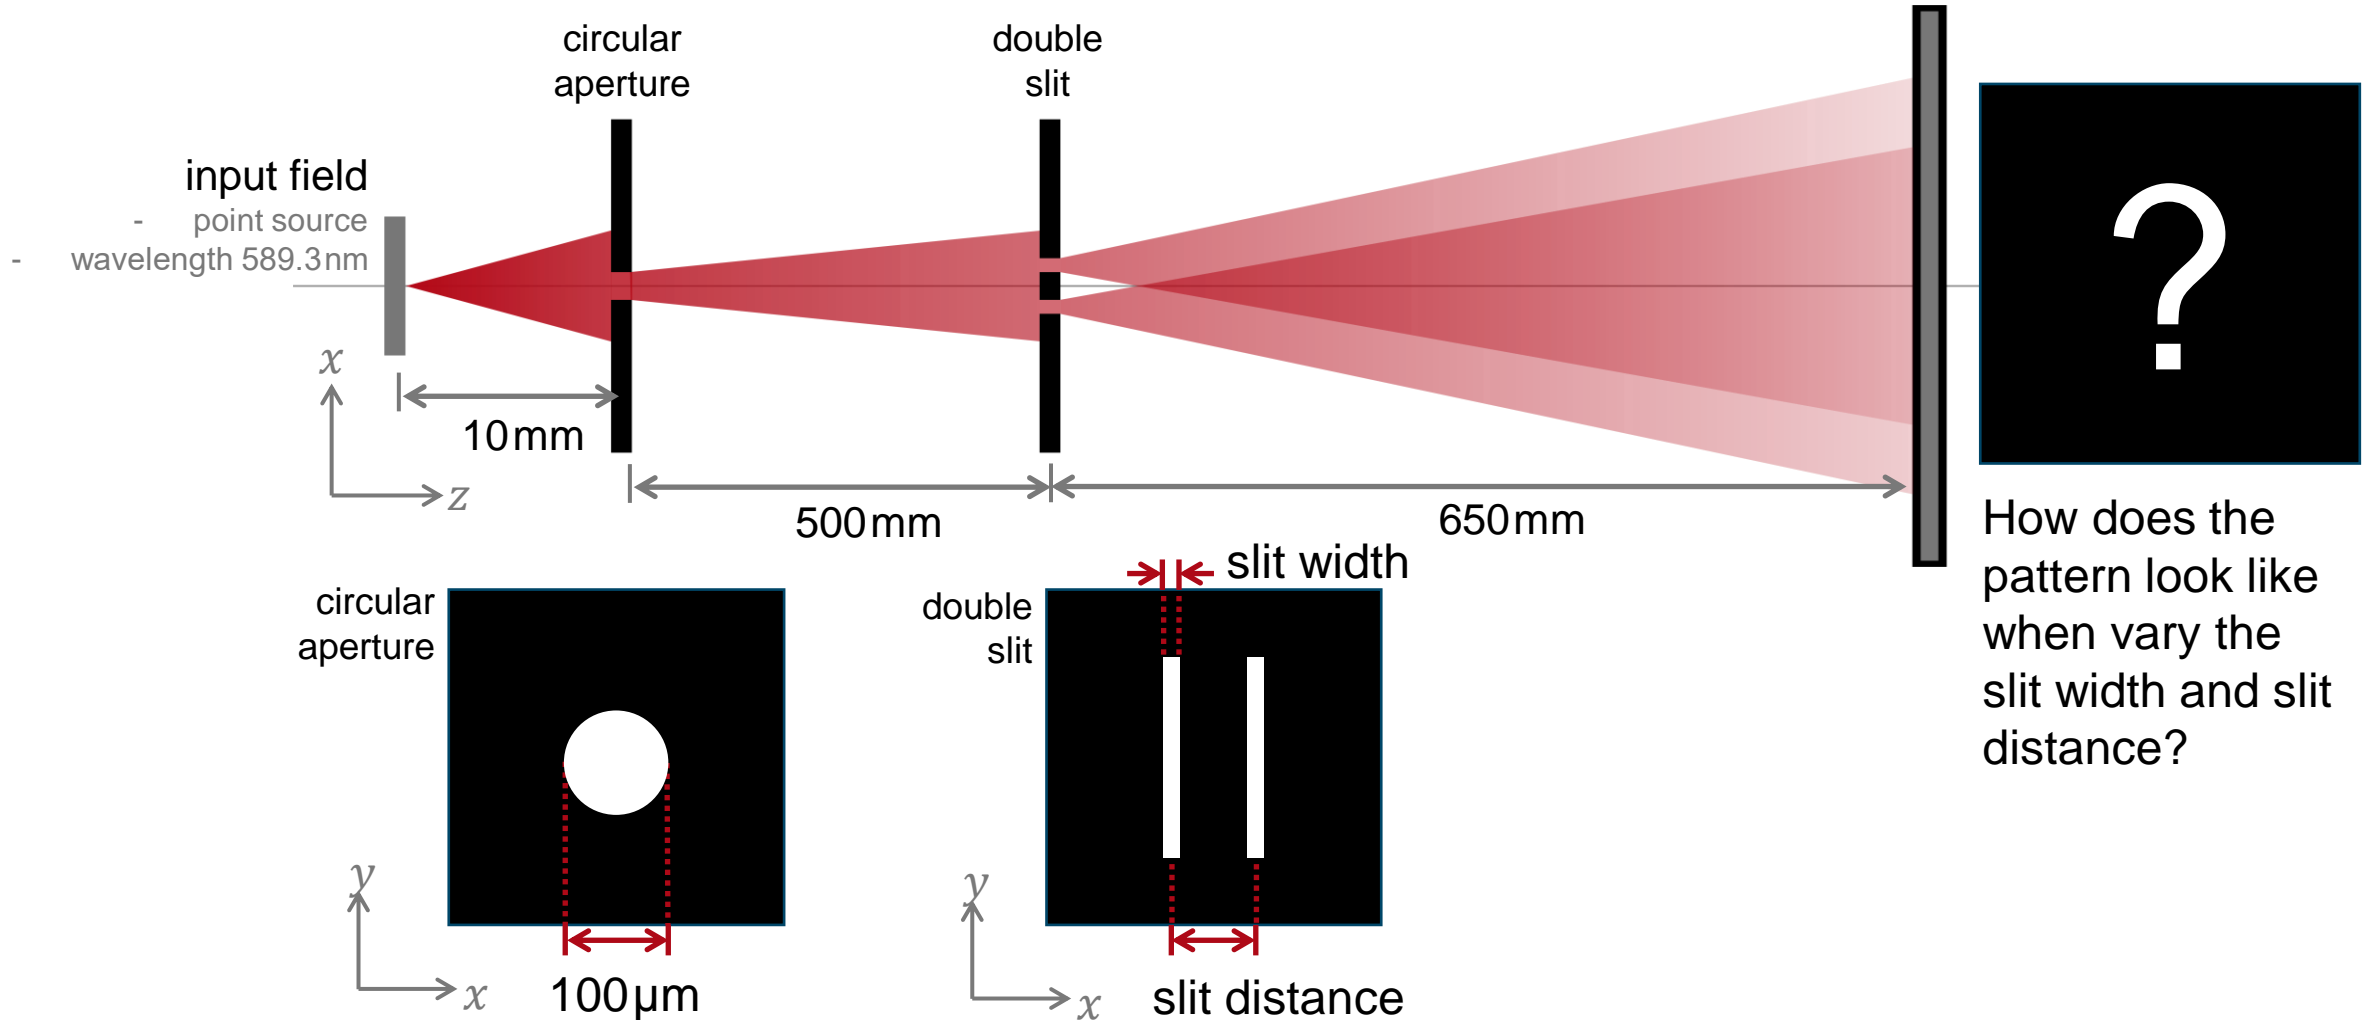 circular
aperture
double
slit
input field
- point source
- wavelength 589.3nm
x
z
10mm
500mm
650mm
?
How does the
pattern look like
when vary the
slit width and slit
distance?
slit width
circular
aperture
double
slit
y
x
100µm
y
x
slit distance